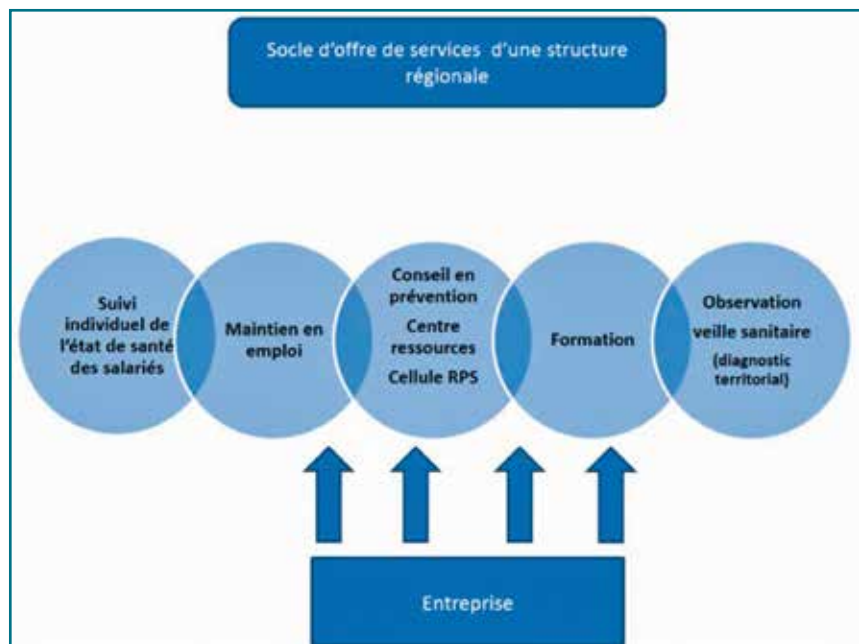 Socle d'offre de services d'une structure
régionale
Suivi
individuel de
l'état de santé
des salariés
Maintien en
emploi
Conseil en
prévention
Centre
ressources
Cellule RPS
Formation
Observation
veille sanitaire
(diagnostic
territorial)
Entreprise